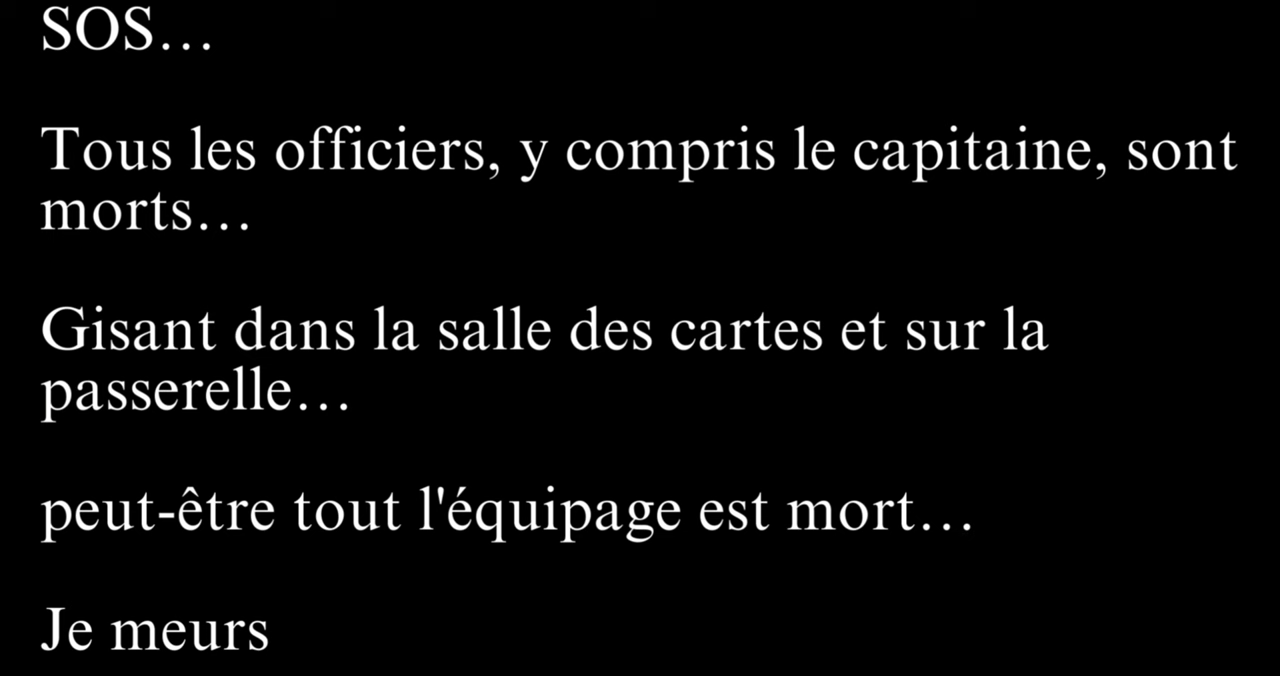 SOS…
Tous les officiers, y compris le capitaine, sont
morts…
Gisant dans la salle des cartes et sur la
passerelle…
peut-être tout l'équipage est mort…
Je meurs